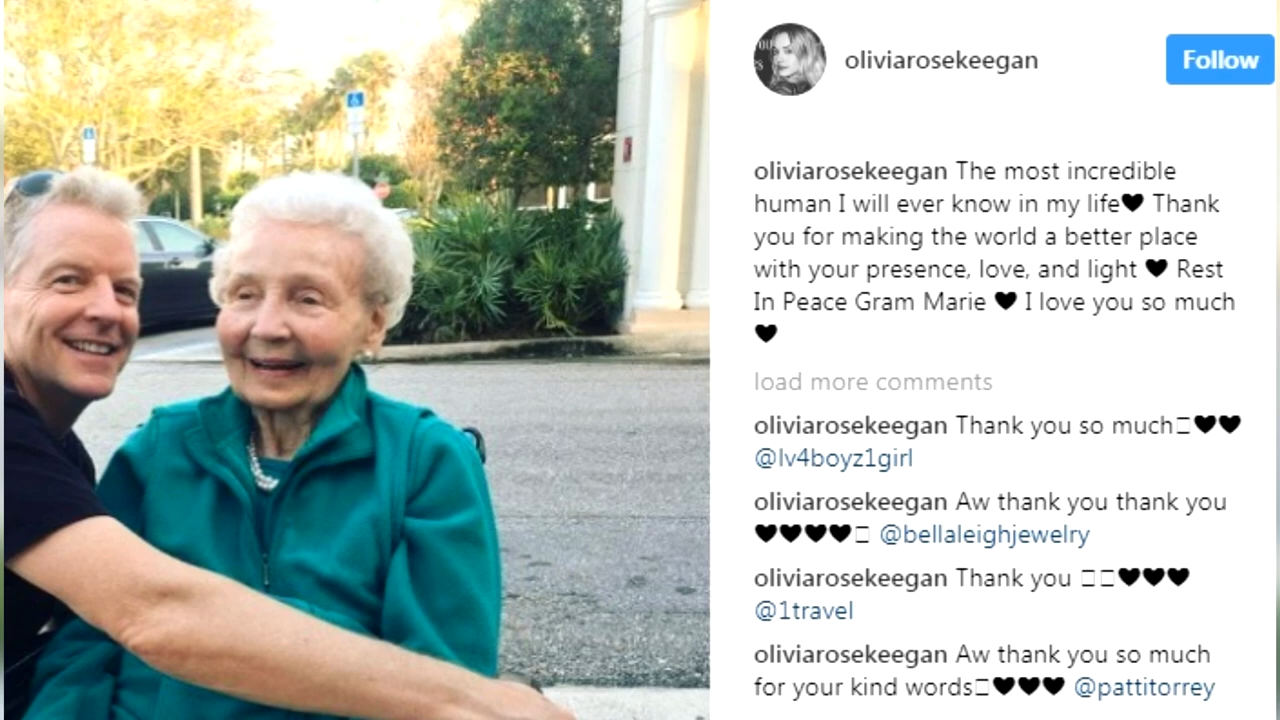 oliviarosekeegan
Follow
oliviarosekeegan The most incredible
human I will ever know in my life🖤 Thank
you for making the world a better place
with your presence, love, and light 🖤 Rest
In Peace Gram Marie 🖤 I love you so much
🖤
load more comments
oliviarosekeegan Thank you so much□🖤🖤
@lv4boyz1girl
oliviarosekeegan Aw thank you thank you
🖤🖤🖤🖤□ @bellaleighjewelry
oliviarosekeegan Thank you □□🖤🖤🖤
@1travel
oliviarosekeegan Aw thank you so much
for your kind words□🖤🖤🖤 @pattitorrey